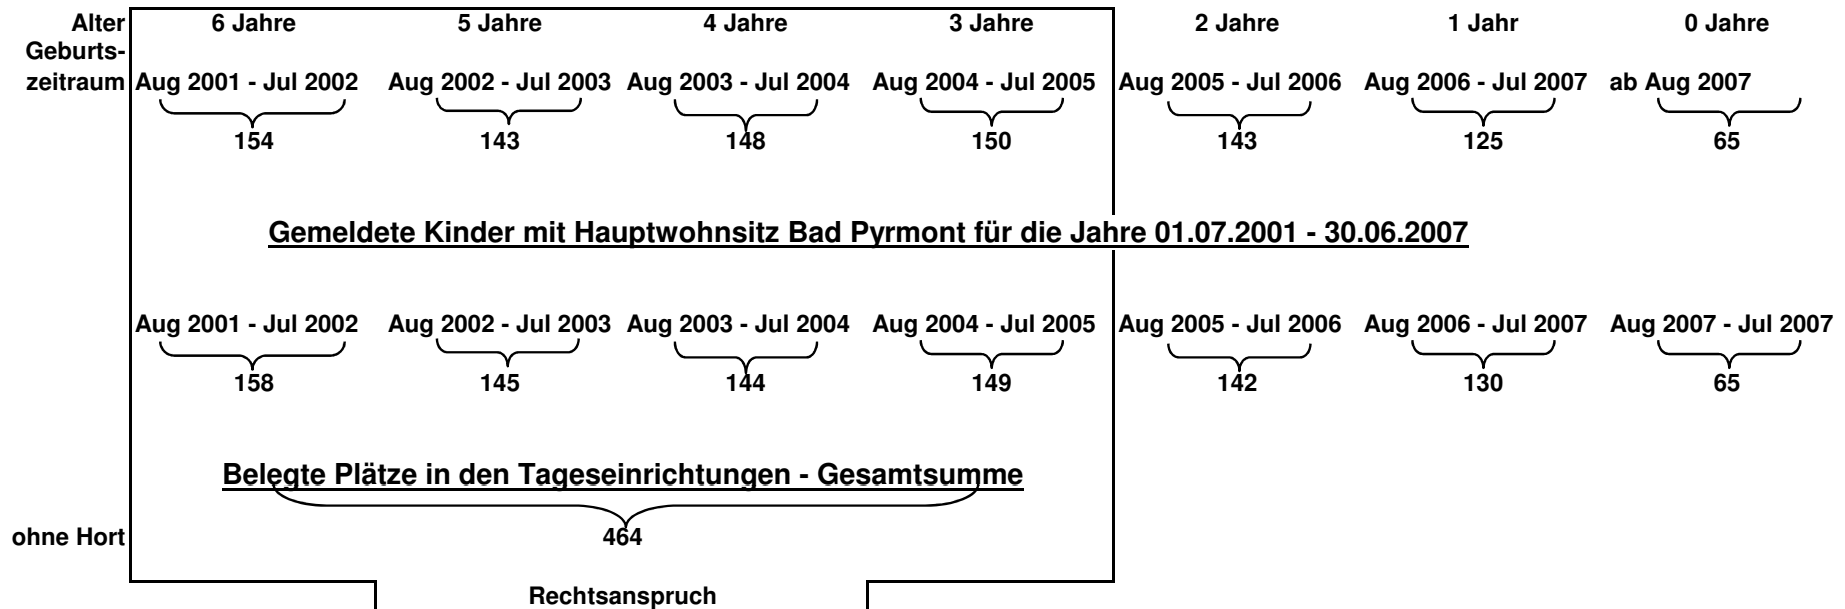 Alter 6 Jahre 5 Jahre 4 Jahre 3 Jahre 2 Jahre 1 Jahr 0 Jahre
Geburts-
zeitraum Aug 2001 - Jul 2002 Aug 2002 - Jul 2003 Aug 2003 - Jul 2004 Aug 2004 - Jul 2005 Aug 2005 - Jul 2006 Aug 2006 - Jul 2007 ab Aug 2007
154 143 148 150 143 125 65
Gemeldete Kinder mit Hauptwohnsitz Bad Pyrmont für die Jahre 01.07.2001 - 30.06.2007
Aug 2001 - Jul 2002 Aug 2002 - Jul 2003 Aug 2003 - Jul 2004 Aug 2004 - Jul 2005 Aug 2005 - Jul 2006 Aug 2006 - Jul 2007 Aug 2007 - Jul 2007
158 145 144 149 142 130 65
Belegte Plätze in den Tageseinrichtungen - Gesamtsumme
ohne Hort 464
Rechtsanspruch